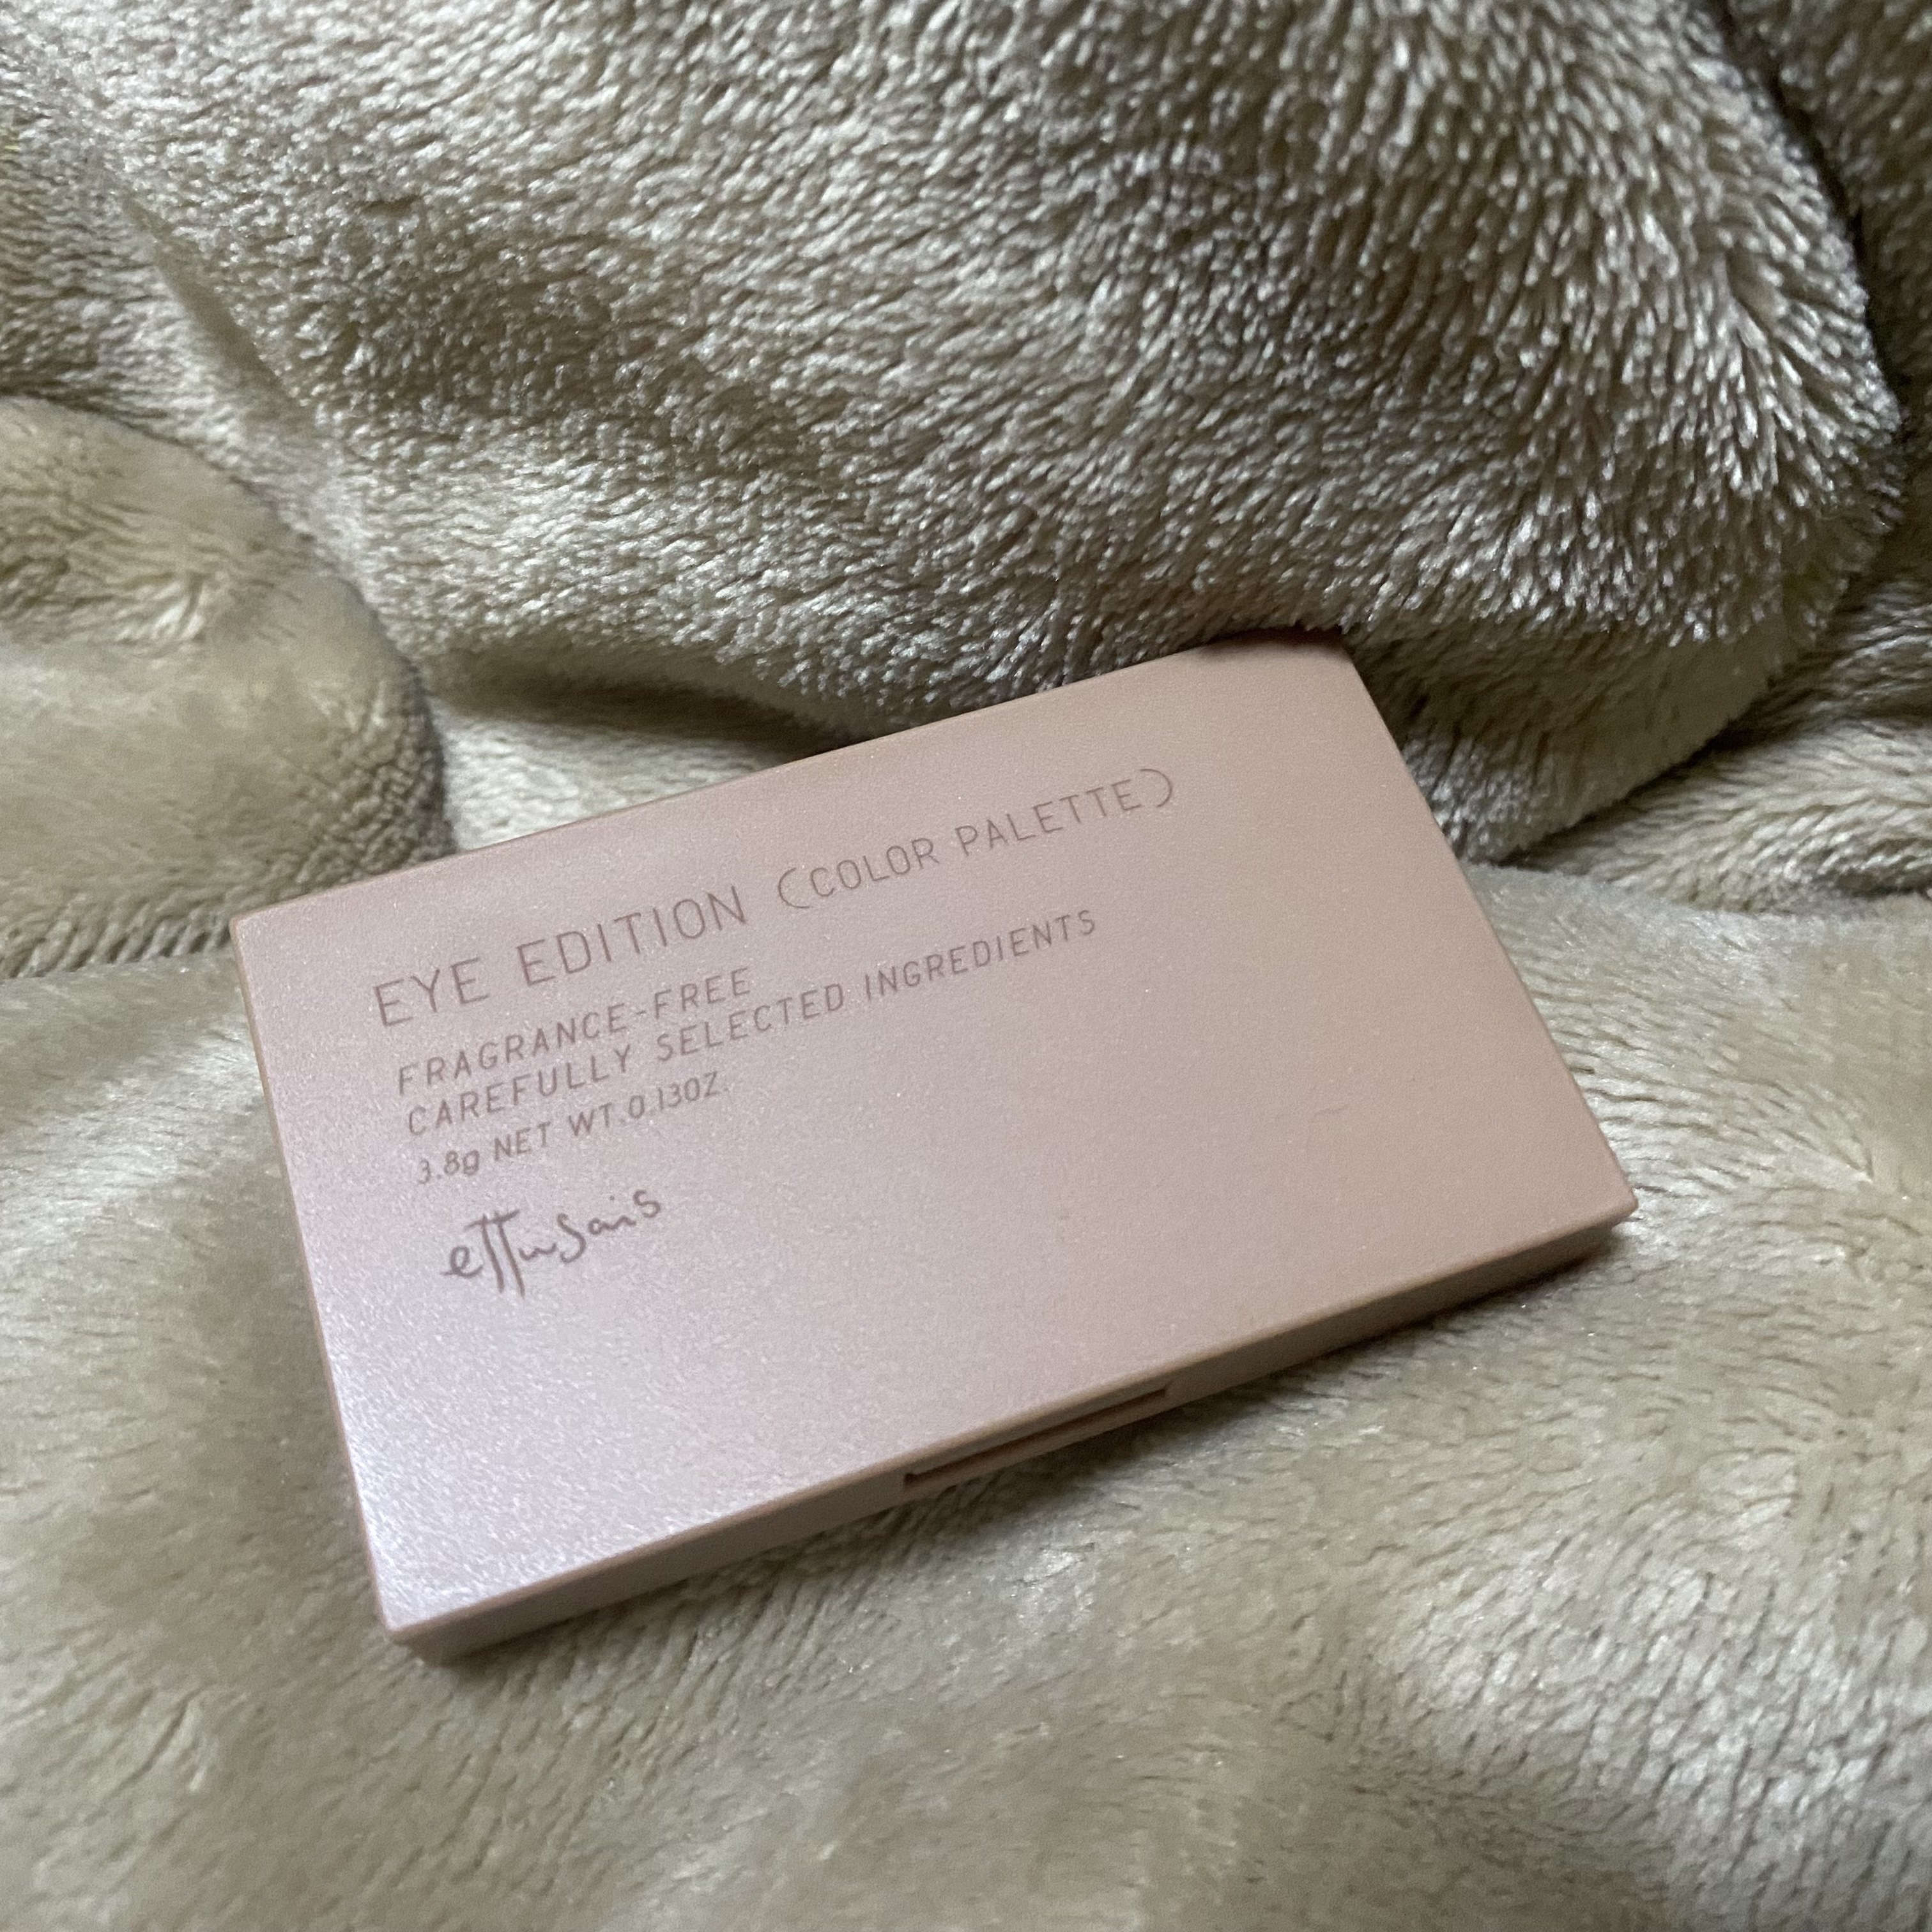 EYE EDITION (COLOR PALETTE)
FRAGRANCE-FREE
CAREFULLY SELECTED INGREDIENTS
3.8g NET WT.0.13OZ.
ettusais